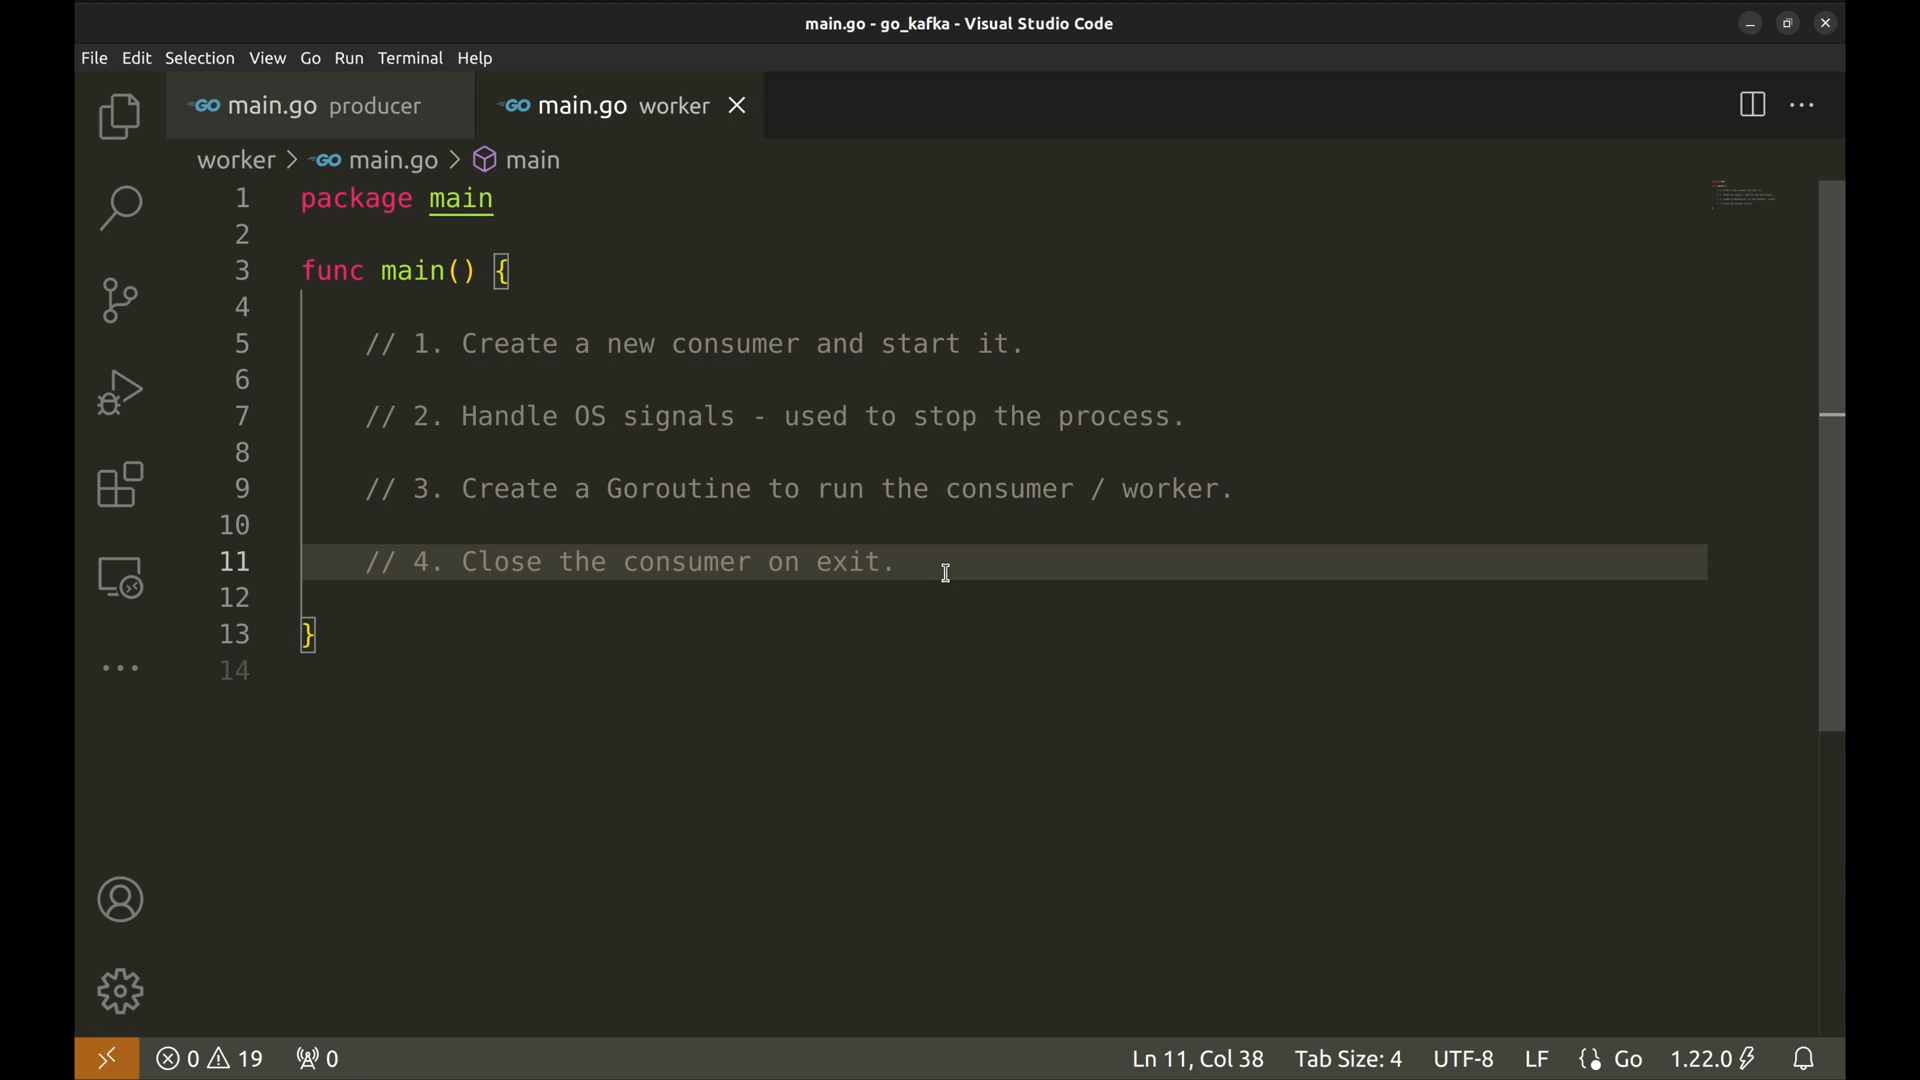 main.go - go_kafka - Visual Studio Code
File Edit Selection View Go Run Terminal Help
GO main.go producer GO main.go worker
worker > GO main.go > main
1 package main
2
3 func main() {
4
5 // 1. Create a new consumer and start it.
6
7 // 2. Handle OS signals - used to stop the process.
8
9 // 3. Create a Goroutine to run the consumer / worker.
10
11 // 4. Close the consumer on exit.
12
13 }
14
0 19 0 Ln 11, Col 38 Tab Size: 4 UTF-8 LF {} Go 1.22.0